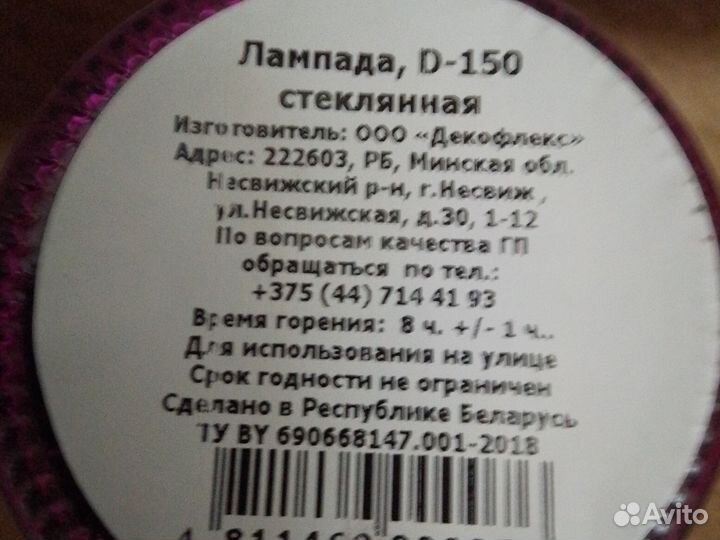 Лампада, D-150
стеклянная
Изготовитель: ООО «Декофлекс»
Адрес: 222603, РБ, Минская обл.
Несвижский р-н, г.Несвиж,
ул.Несвижская, д.30, 1-12
По вопросам качества ГП
обращаться по тел.:
+375 (44) 714 41 93
Время горения: 8 ч. +/- 1 ч..
Для использования на улице
Срок годности не ограничен
Сделано в Республике Беларусь
ТУ BY 690668147.001-2018
Avito